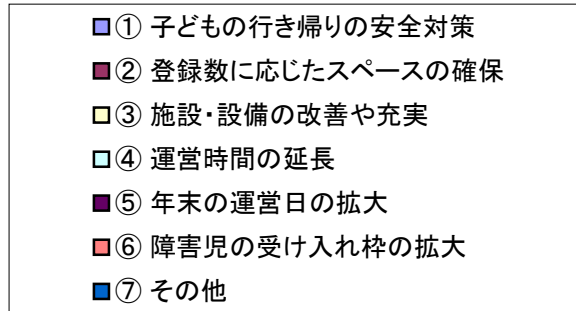 ① 子どもの行き帰りの安全対策
② 登録数に応じたスペースの確保
③ 施設・設備の改善や充実
④ 運営時間の延長
⑤ 年末の運営日の拡大
⑥ 障害児の受け入れ枠の拡大
⑦ その他